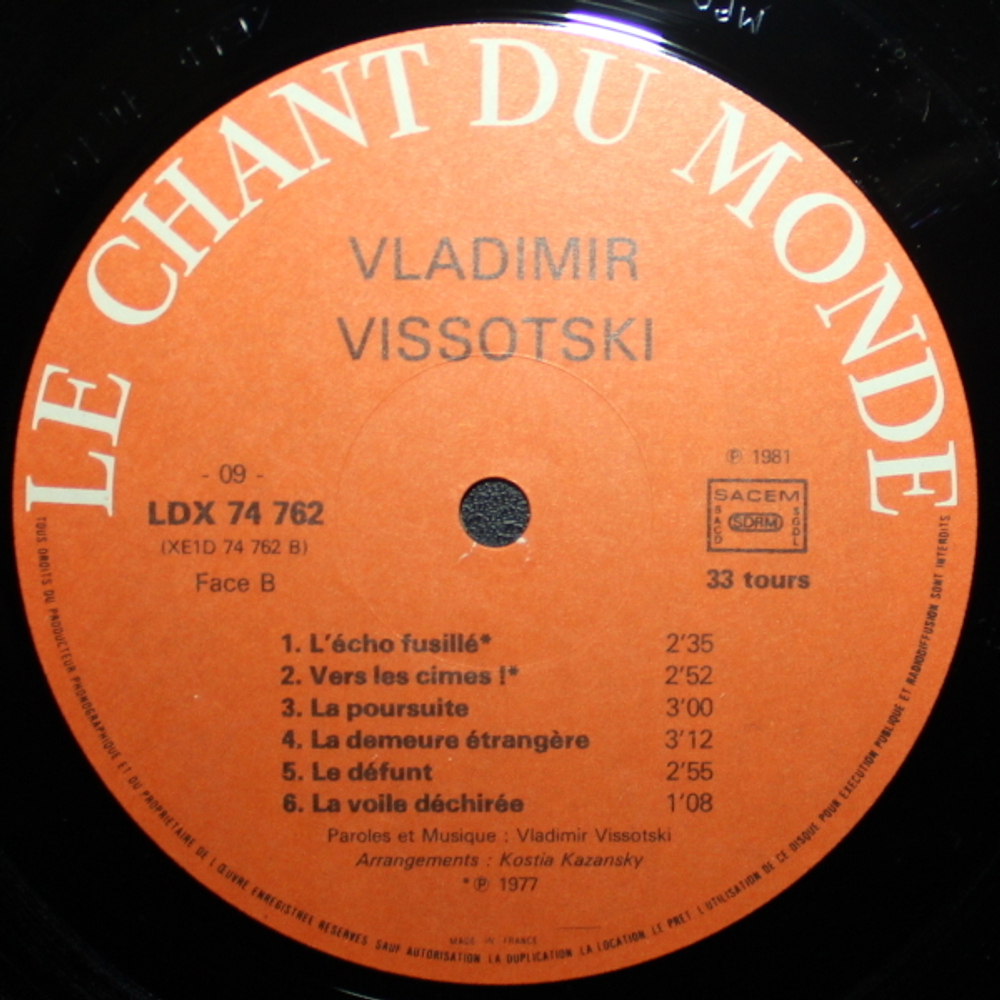 LE CHANT DU MONDE
VLADIMIR
VISSOTSKI
- 09 -
LDX 74 762
(XE1D 74 762 B)
Face B
℗ 1981
SACEM
SACD
SDRM
SGDL
33 tours
1. L'écho fusillé* 2'35
2. Vers les cimes !* 2'52
3. La poursuite 3'00
4. La demeure étrangère 3'12
5. Le défunt 2'55
6. La voile déchirée 1'08
Paroles et Musique : Vladimir Vissotski
Arrangements : Kostia Kazansky
* ℗ 1977
MADE IN FRANCE
TOUS DROITS DU PRODUCTEUR PHONOGRAPHIQUE ET DU PROPRIETAIRE DE L'ŒUVRE ENREGISTREE RESERVES SAUF AUTORISATION LA DUPLICATION LA LOCATION, LE PRET L'UTILISATION DE CE DISQUE POUR EXECUTION PUBLIQUE ET RADIODIFFUSION SONT INTERDITS
MPO